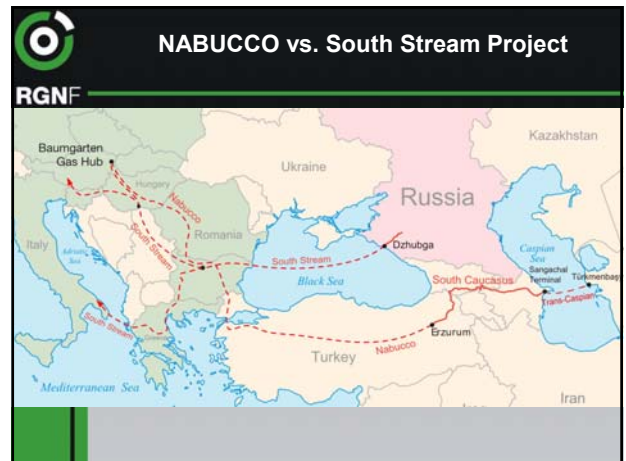 NABUCCO vs. South Stream Project
RGNF
Baumgarten
Gas Hub
Kazakhstan
Ukraine
Hungary
Russia
Nabucco
South Stream
Romania
Italy
Adriatic
Sea
Dzhubga
South Stream
Caspian
Sea
Black Sea
South Caucasus
Sangachal
Terminal
Türkmenbaşy
Trans-Caspian
South Stream
Greece
Erzurum
Nabucco
Turkey
Mediterranean Sea
Iran